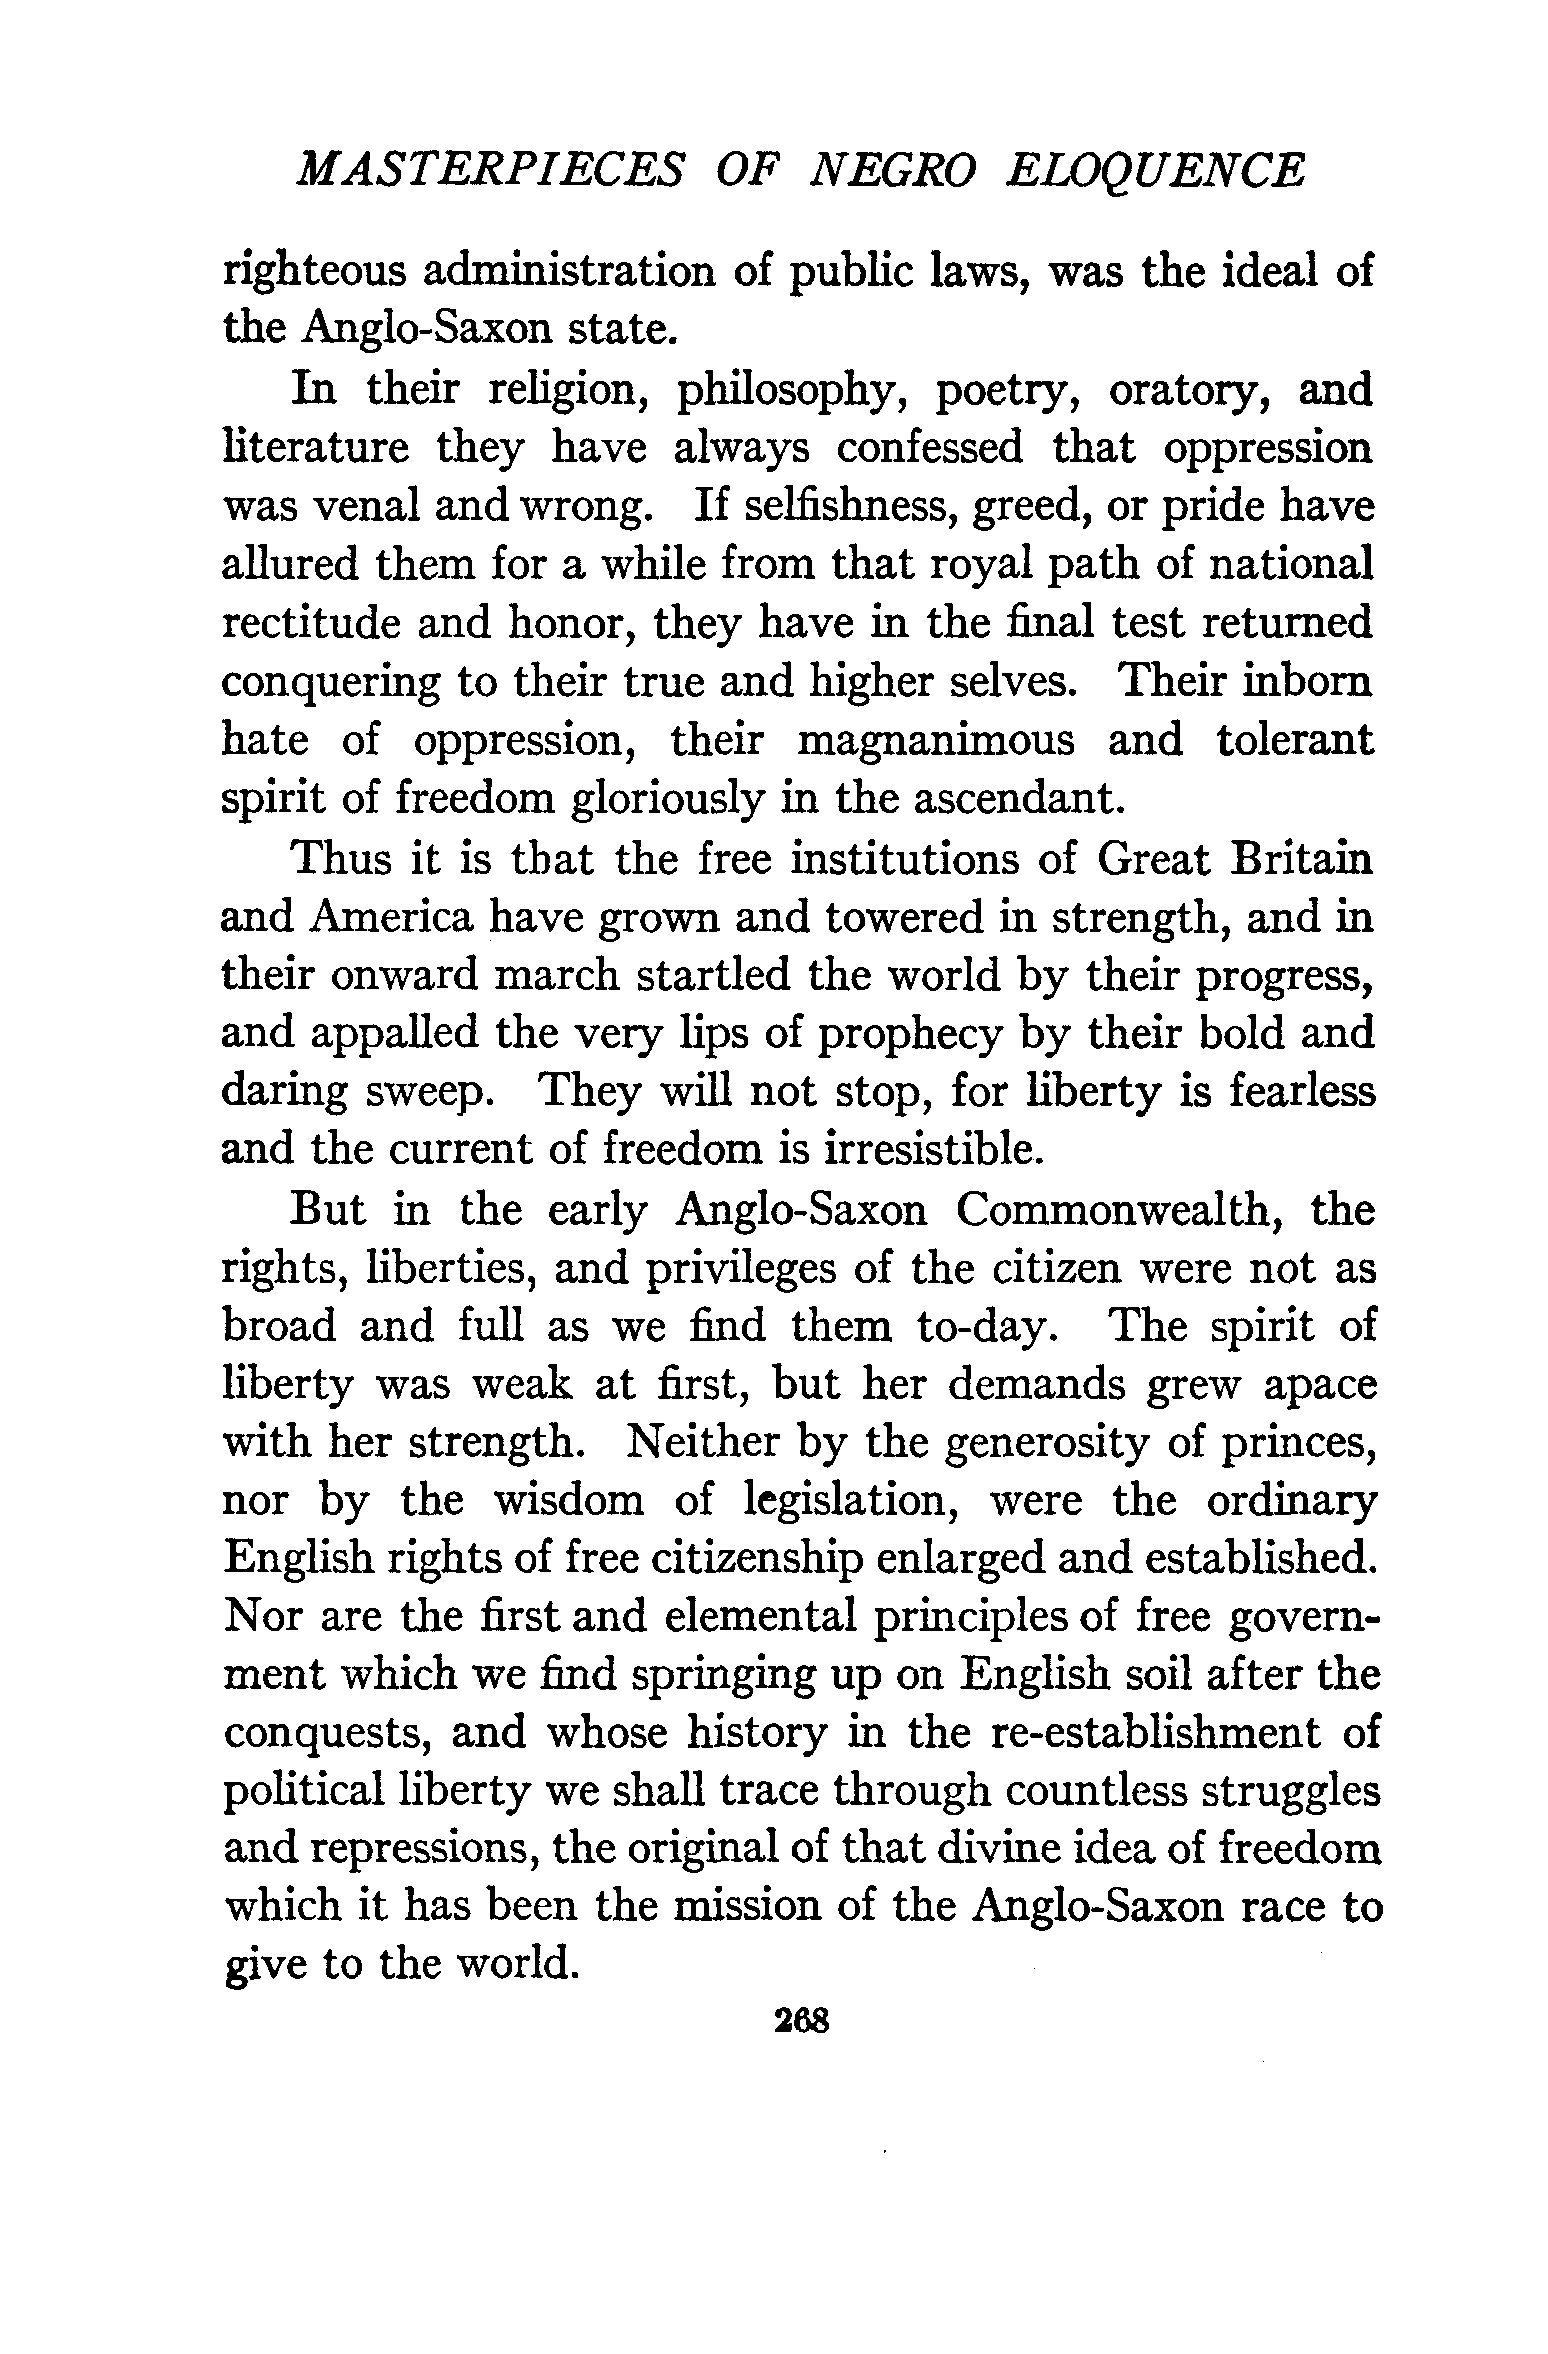 MASTERPIECES OF NEGRO ELOQUENCE
righteous administration of public laws, was the ideal of
the Anglo-Saxon state.
In their religion, philosophy, poetry, oratory, and
literature they have always confessed that oppression
was venal and wrong. If selfishness, greed, or pride have
allured them for a while from that royal path of national
rectitude and honor, they have in the final test returned
conquering to their true and higher selves. Their inborn
hate of oppression, their magnanimous and tolerant
spirit of freedom gloriously in the ascendant.
Thus it is that the free institutions of Great Britain
and America have grown and towered in strength, and in
their onward march startled the world by their progress,
and appalled the very lips of prophecy by their bold and
daring sweep. They will not stop, for liberty is fearless
and the current of freedom is irresistible.
But in the early Anglo-Saxon Commonwealth, the
rights, liberties, and privileges of the citizen were not as
broad and full as we find them to-day. The spirit of
liberty was weak at first, but her demands grew apace
with her strength. Neither by the generosity of princes,
nor by the wisdom of legislation, were the ordinary
English rights of free citizenship enlarged and established.
Nor are the first and elemental principles of free govern-
ment which we find springing up on English soil after the
conquests, and whose history in the re-establishment of
political liberty we shall trace through countless struggles
and repressions, the original of that divine idea of freedom
which it has been the mission of the Anglo-Saxon race to
give to the world.
268